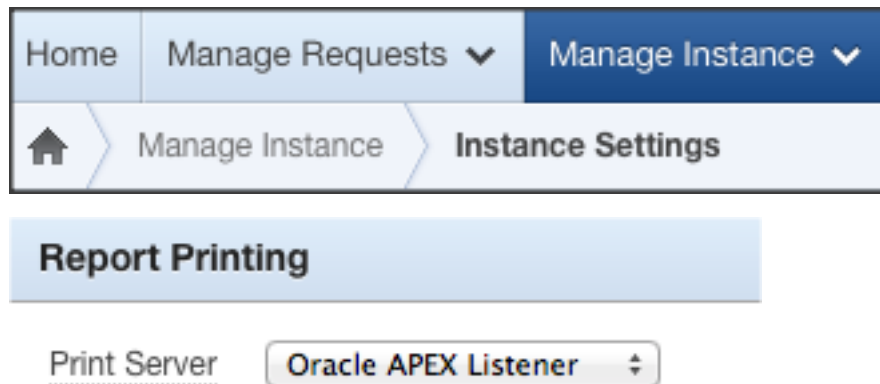 Home Manage Requests Manage Instance
Manage Instance Instance Settings
Report Printing
Print Server Oracle APEX Listener